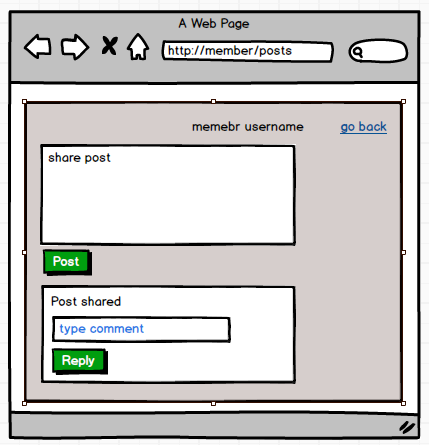 A Web Page
http://member/posts
memebr username go back
share post
Post
Post shared
type comment
Reply